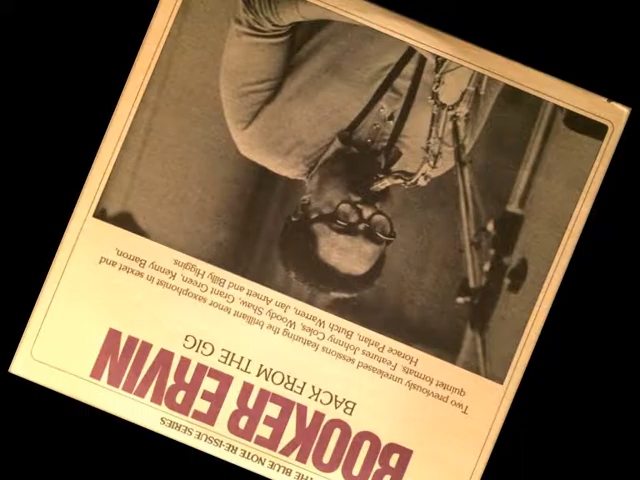 THE BLUE NOTE RE-ISSUE SERIES
BOOKER ERVIN
BACK FROM THE GIG
Two previously unreleased sessions featuring the brilliant tenor saxophonist in sextet and
quintet formats. Features Johnny Coles, Woody Shaw, Grant Green, Kenny Barron,
Horace Parlan, Butch Warren, Jan Arnett and Billy Higgins.